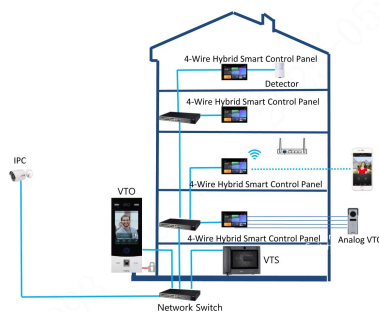 4-Wire Hybrid Smart Control Panel
Detector
4-Wire Hybrid Smart Control Panel
IPC
4-Wire Hybrid Smart Control Panel
VTO
4-Wire Hybrid Smart Control Panel
Analog VTO
VTS
Network Switch